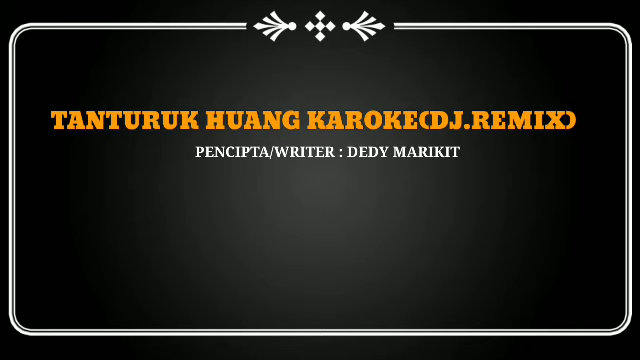 TANTURUK HUANG KAROKE(DJ.REMIX)
PENCIPTA/WRITER : DEDY MARIKIT